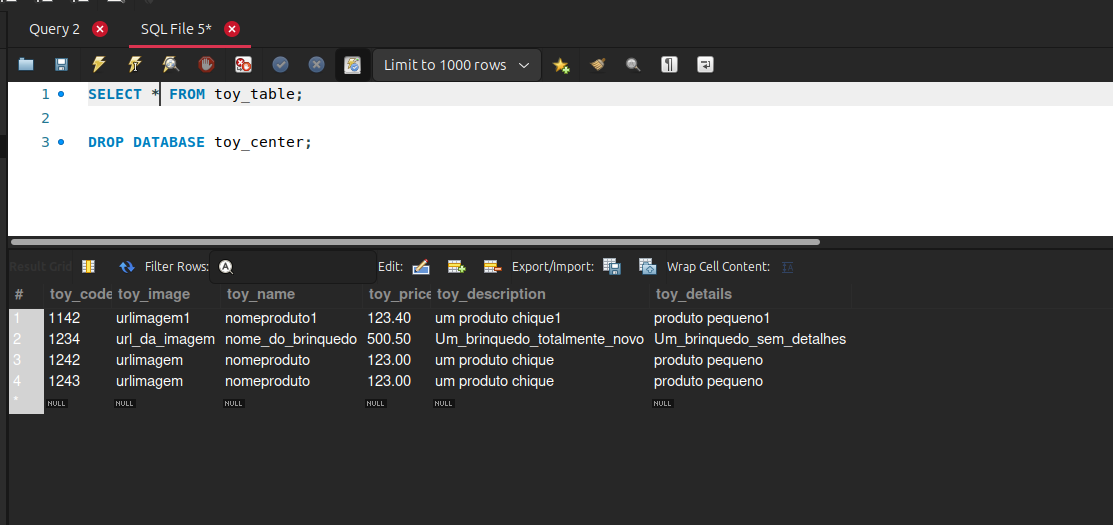 Query 2 SQL File 5*
Limit to 1000 rows
1 SELECT * FROM toy_table;
2
3 DROP DATABASE toy_center;
Result Grid Filter Rows: A Edit: Export/Import: Wrap Cell Content: IA
# toy_code toy_image toy_name toy_price toy_description toy_details
1 1142 urlimagem1 nomeproduto1 123.40 um produto chique1 produto pequeno1
2 1234 url_da_imagem nome_do_brinquedo 500.50 Um_brinquedo_totalmente_novo Um_brinquedo_sem_detalhes
3 1242 urlimagem nomeproduto 123.00 um produto chique produto pequeno
4 1243 urlimagem nomeproduto 123.00 um produto chique produto pequeno
* NULL NULL NULL NULL NULL NULL